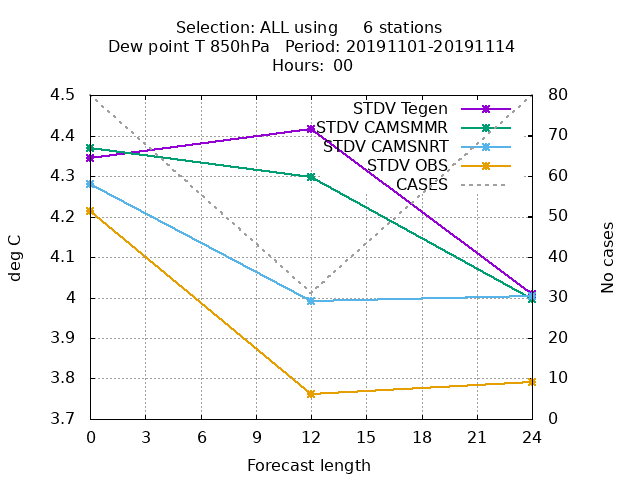 Selection: ALL using     6 stations
Dew point T 850hPa   Period: 20191101-20191114
Hours:  00
4.5
4.4
4.3
4.2
4.1
4
3.9
3.8
3.7
deg C
STDV Tegen
STDV CAMSMMR
STDV CAMSNRT
STDV OBS
CASES
80
70
60
50
40
30
20
10
0
No cases
0 3 6 9 12 15 18 21 24
Forecast length